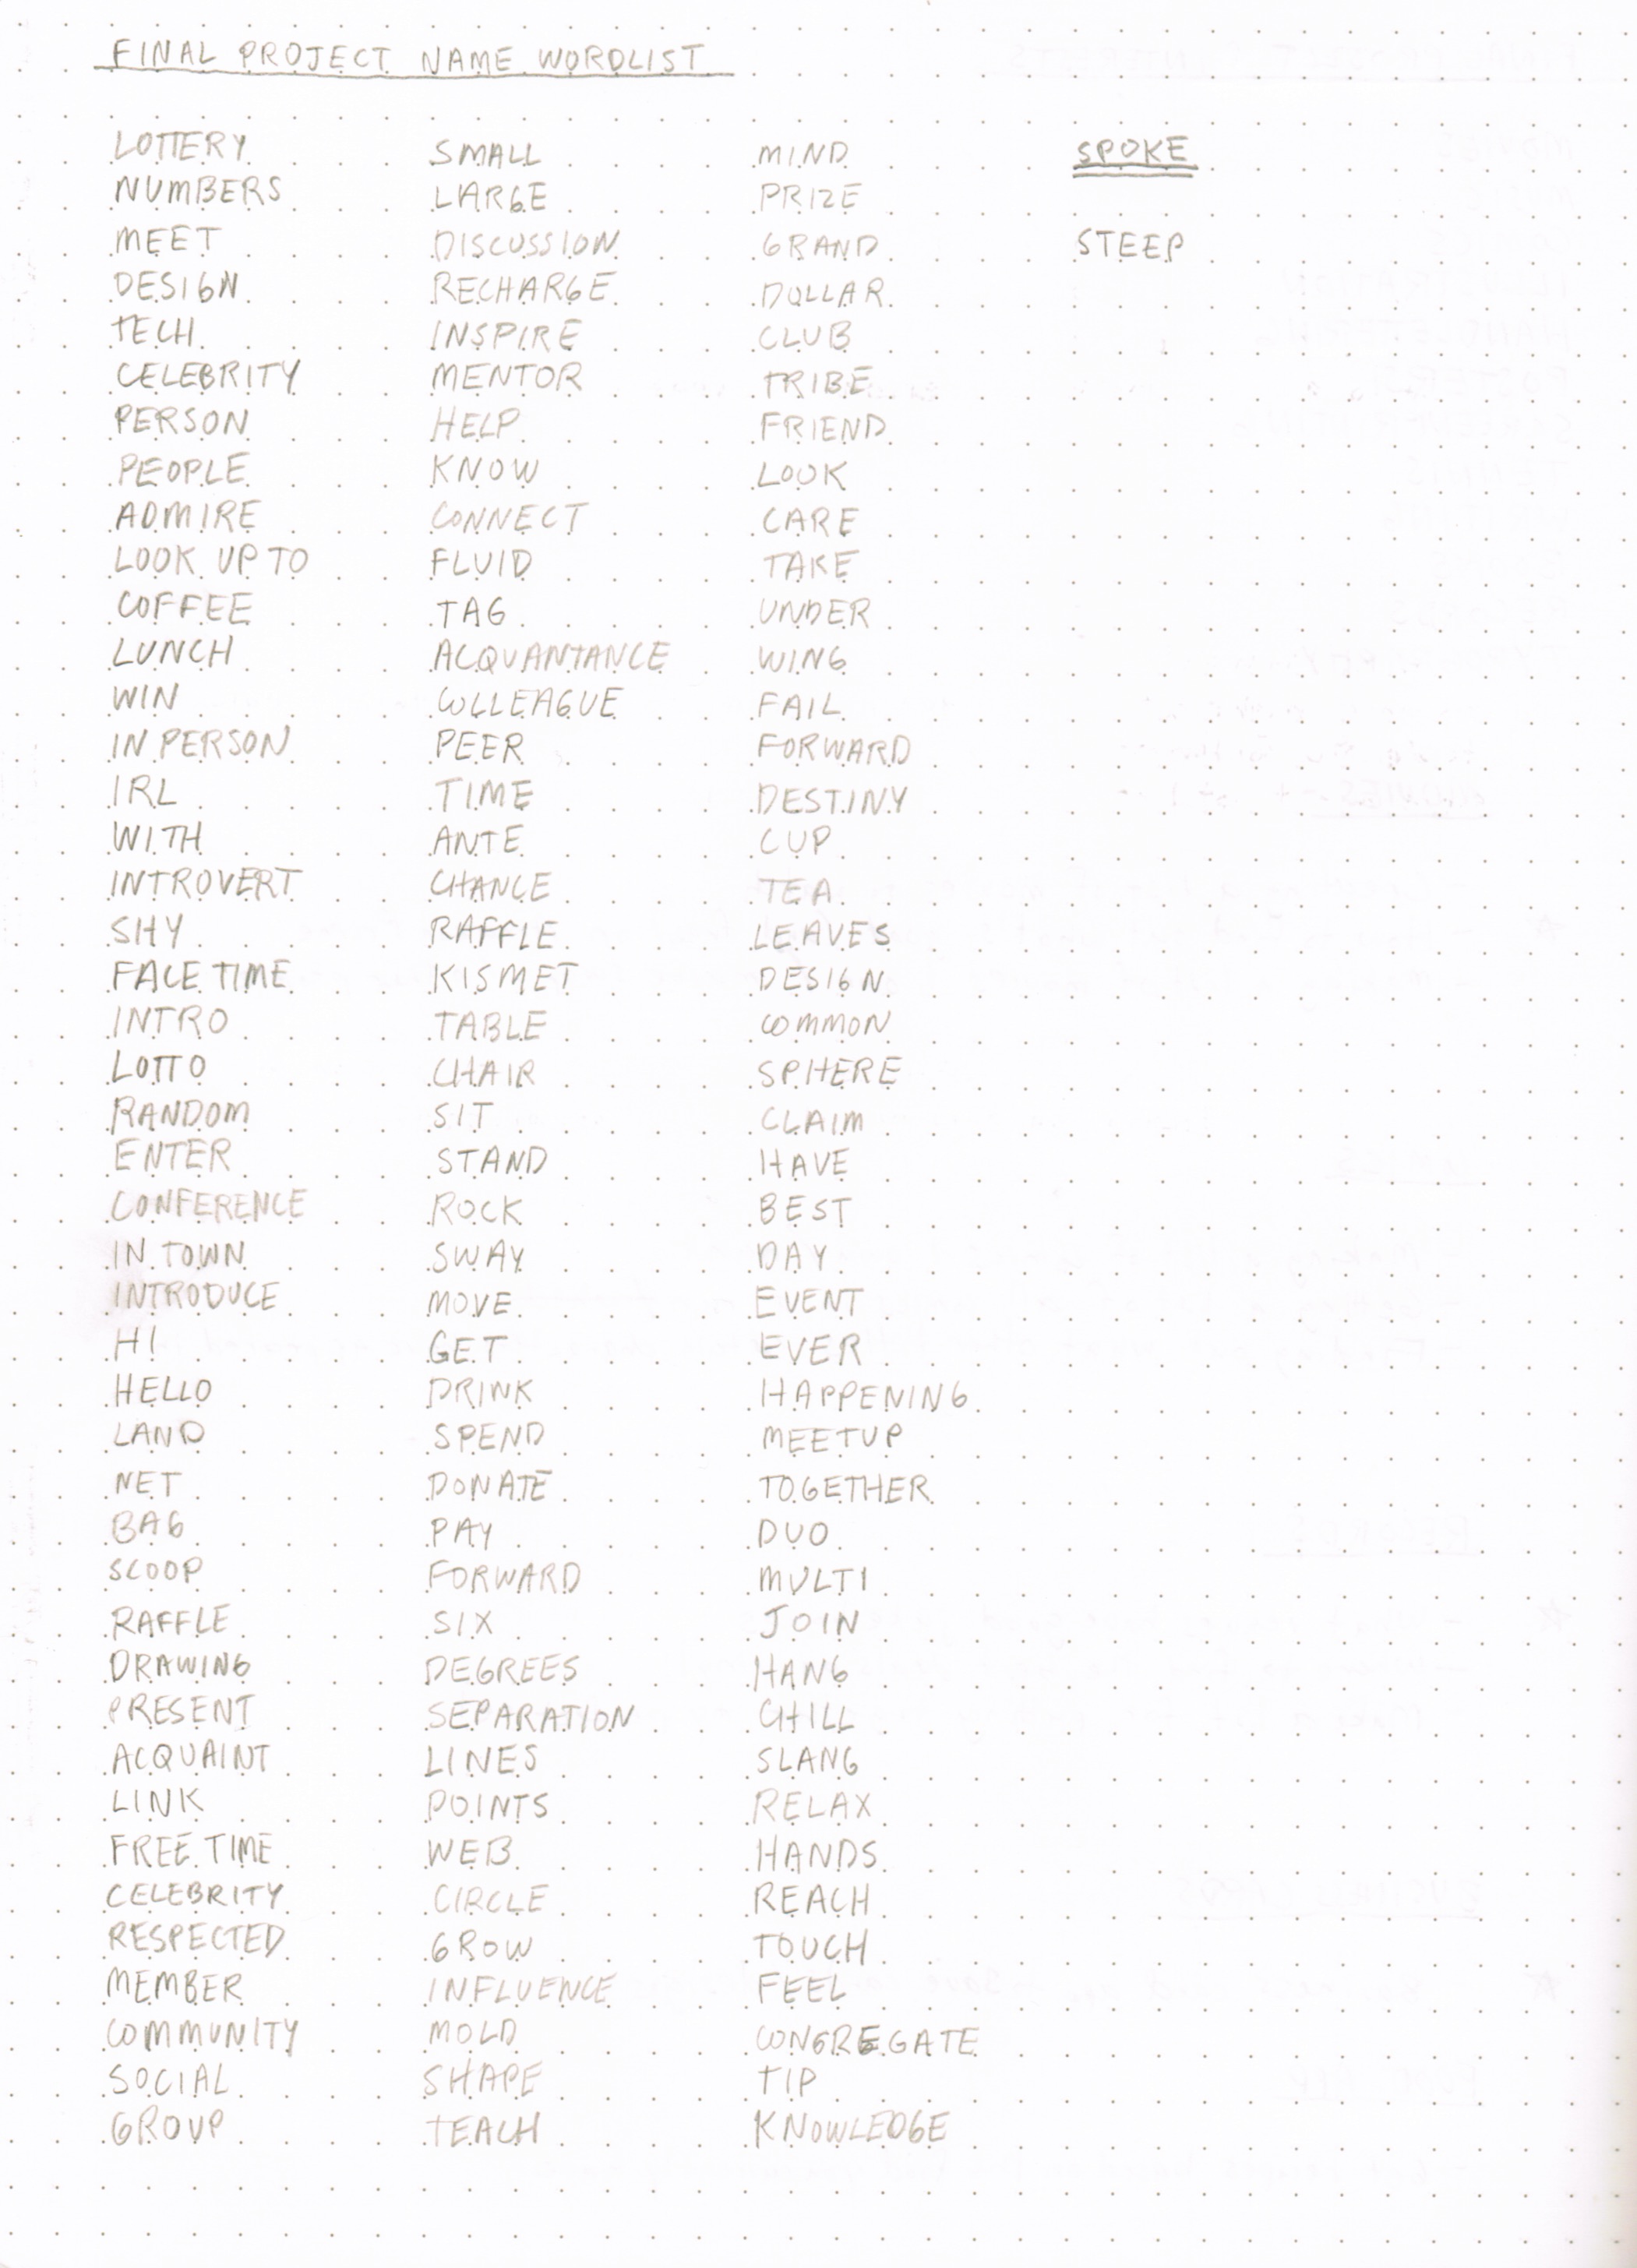 FINAL PROJECT NAME WORDLIST
LOTTERY
NUMBERS
MEET
DESIGN
TECH
CELEBRITY
PERSON
PEOPLE
ADMIRE
LOOK UP TO
COFFEE
LUNCH
WIN
IN PERSON
IRL
WITH
INTROVERT
SHY
FACE TIME
INTRO
LOTTO
RANDOM
ENTER
CONFERENCE
IN TOWN
INTRODUCE
HI
HELLO
LAND
NET
BAG
SCOOP
RAFFLE
DRAWING
PRESENT
ACQUAINT
LINK
FREE TIME
CELEBRITY
RESPECTED
MEMBER
COMMUNITY
SOCIAL
GROUP
SMALL
LARGE
DISCUSSION
RECHARGE
INSPIRE
MENTOR
HELP
KNOW
CONNECT
FLUID
TAG
ACQUANTANCE
COLLEAGUE
PEER
TIME
ANTE
CHANCE
RAFFLE
KISMET
TABLE
CHAIR
SIT
STAND
ROCK
SWAY
MOVE
GET
DRINK
SPEND
DONATE
PAY
FORWARD
SIX
DEGREES
SEPARATION
LINES
POINTS
WEB
CIRCLE
GROW
INFLUENCE
MOLD
SHAPE
TEACH
MIND
PRIZE
GRAND
DOLLAR
CLUB
TRIBE
FRIEND
LOOK
CARE
TAKE
UNDER
WING
FAIL
FORWARD
DESTINY
CUP
TEA
LEAVES
DESIGN
COMMON
SPHERE
CLAIM
HAVE
BEST
DAY
EVENT
EVER
HAPPENING
MEETUP
TOGETHER
DUO
MULTI
JOIN
HANG
CHILL
SLANG
RELAX
HANDS
REACH
TOUCH
FEEL
CONGREGATE
TIP
KNOWLEDGE
SPOKE
STEEP